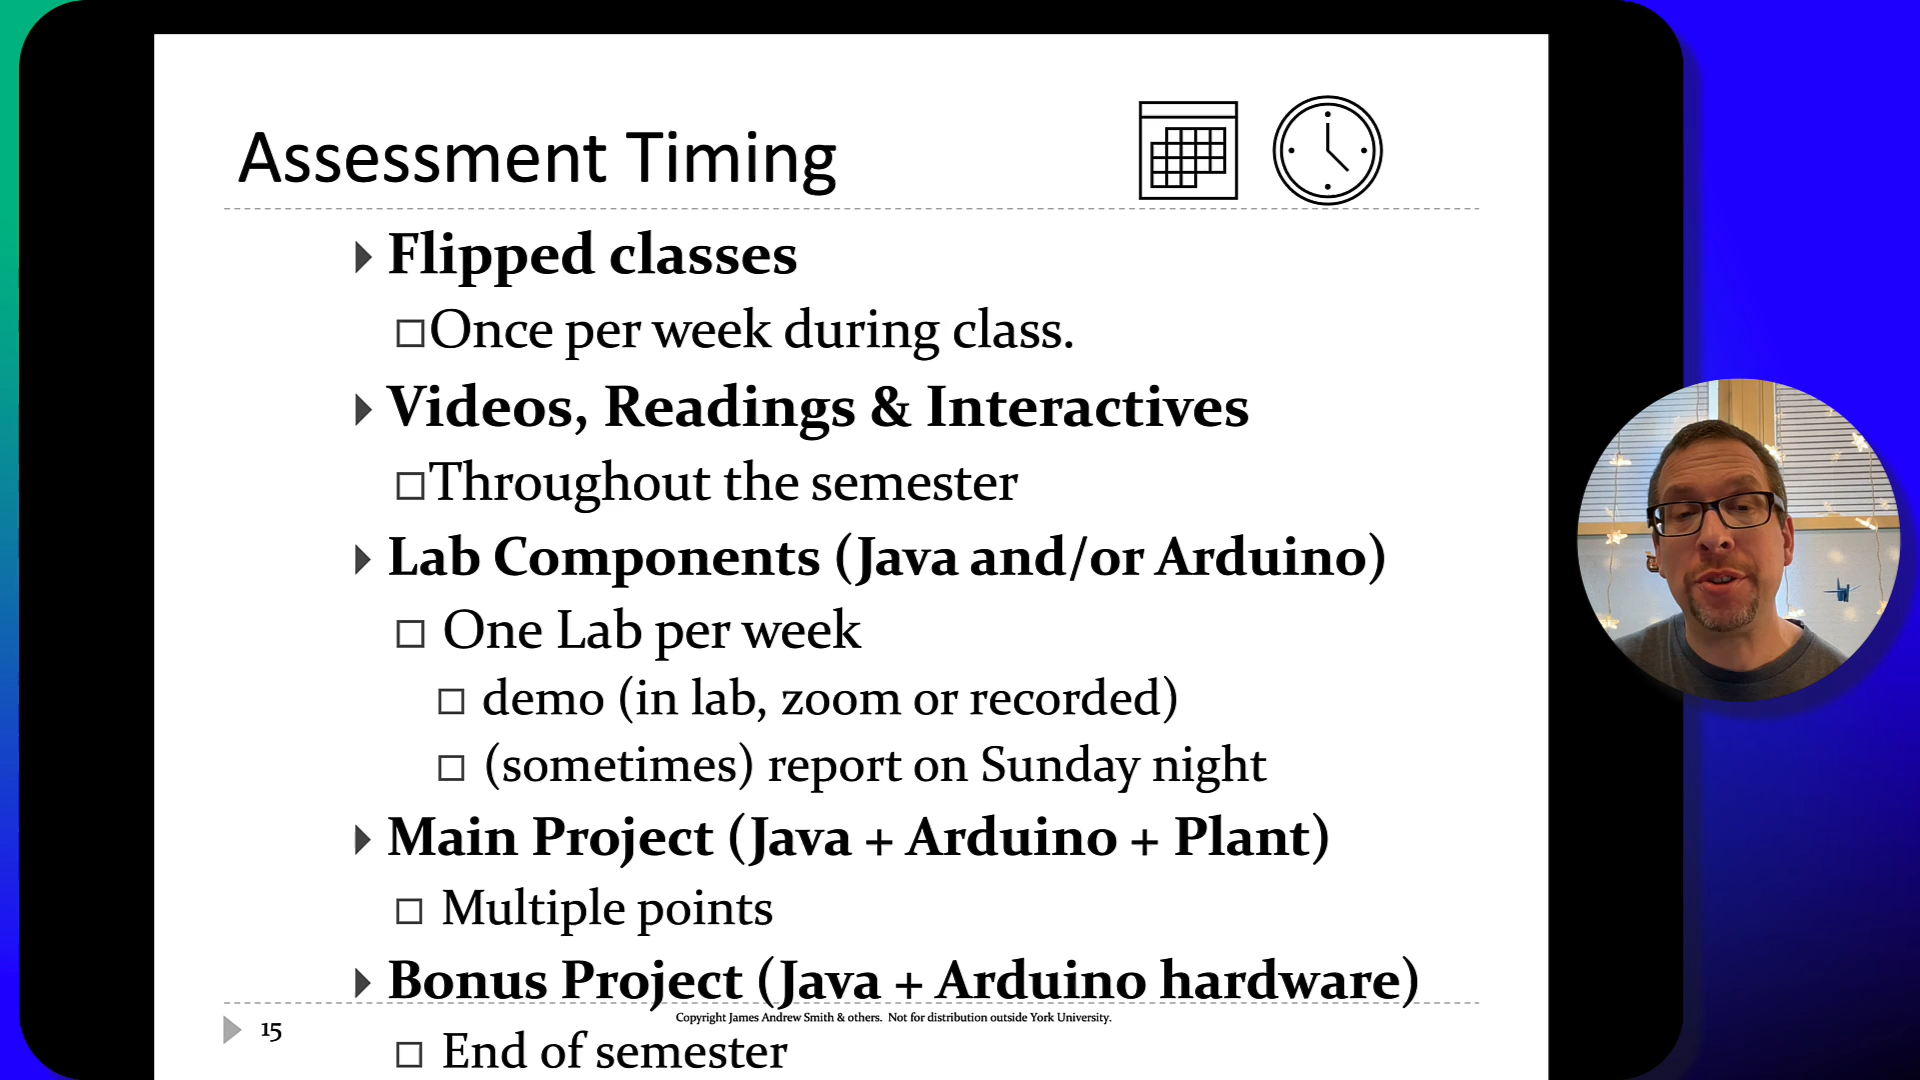 Assessment Timing
Flipped classes
Once per week during class.
Videos, Readings & Interactives
Throughout the semester
Lab Components (Java and/or Arduino)
One Lab per week
demo (in lab, zoom or recorded)
(sometimes) report on Sunday night
Main Project (Java + Arduino + Plant)
Multiple points
Bonus Project (Java + Arduino hardware)
Copyright James Andrew Smith & others. Not for distribution outside York University.
15
End of semester